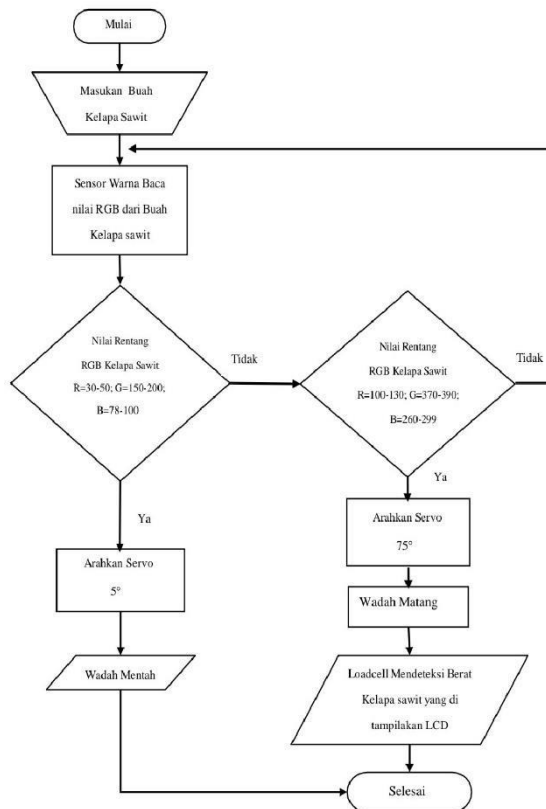 Mulai
Masukan Buah
Kelapa Sawit
Sensor Warna Baca
nilai RGB dari Buah
Kelapa sawit
Nilai Rentang
RGB Kelapa Sawit
R=30-50; G=150-200;
B=78-100
Tidak
Nilai Rentang
RGB Kelapa Sawit
R=100-130; G=370-390;
B=260-299
Tidak
Ya
Arahkan Servo
5°
Wadah Mentah
Ya
Arahkan Servo
75°
Wadah Matang
Loadcell Mendeteksi Berat
Kelapa sawit yang di
tampilakan LCD
Selesai